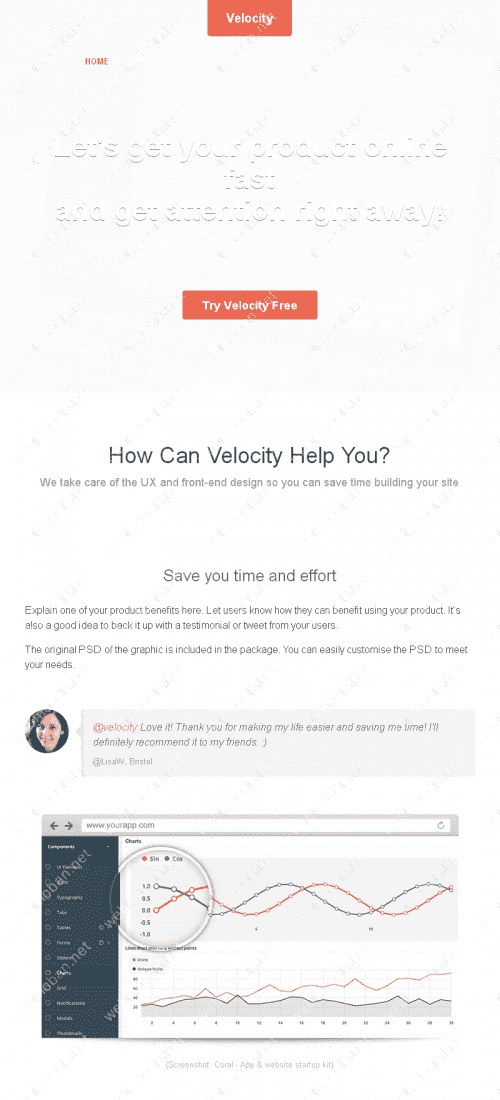 Velocity
HOME
Let's get your product online
fast
and get attention right away!
Try Velocity Free
How Can Velocity Help You?
We take care of the UX and front-end design so you can save time building your site
Save you time and effort
Explain one of your product benefits here. Let users know how they can benefit using your product. It's
also a good idea to back it up with a testimonial or tweet from your users.
The original PSD of the graphic is included in the package. You can easily customise the PSD to meet
your needs.
@velocity Love it! Thank you for making my life easier and saving me time! I'll
definitely recommend it to my friends. :)
@LisaW, Bristol
www.yourapp.com
Components
Charts
Sin Cos
UI Elements
Typography
Tabs
Tables
Forms
Sliders
Charts
Grid
Notifications
Modals
Thumbnails
1.0
0.5
0.0
-0.5
-1.0
5 10
Lines chart with no & without points
Visits
Unique Visits
80
60
40
20
2 4 6 8 10 12 14 16 18 20 22 24 26 28 30
(Screenshot: Coral - App & website startup kit)